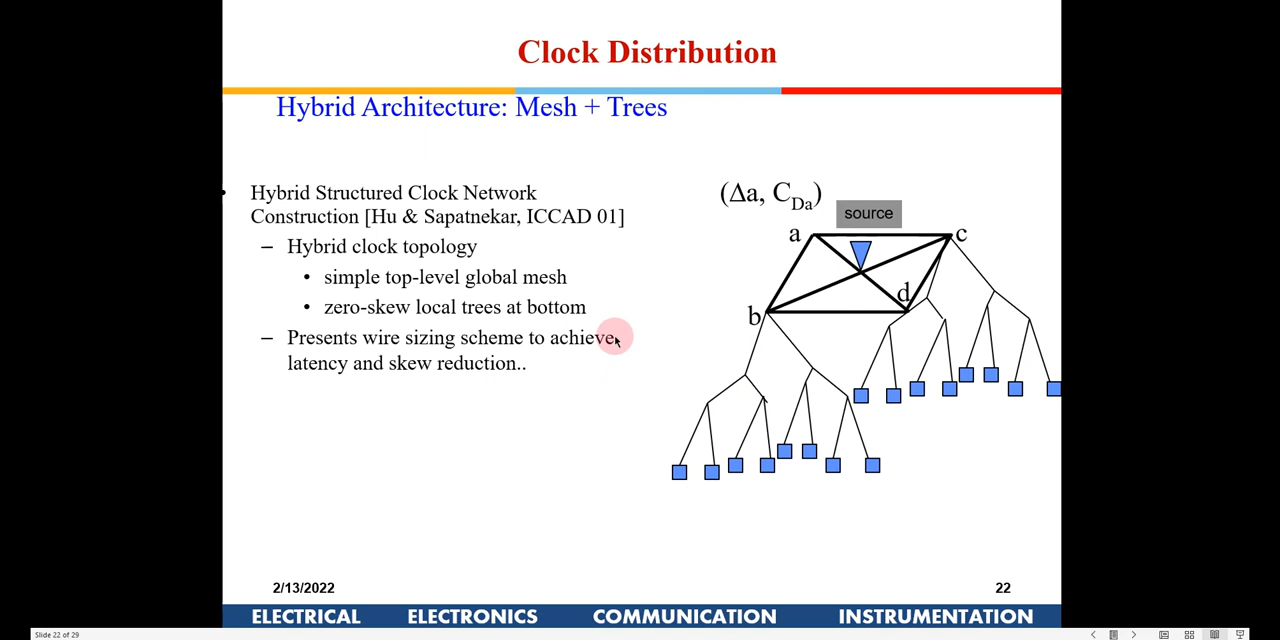 Clock Distribution
Hybrid Architecture: Mesh + Trees
• Hybrid Structured Clock Network
Construction [Hu & Sapatnekar, ICCAD 01]
– Hybrid clock topology
• simple top-level global mesh
• zero-skew local trees at bottom
– Presents wire sizing scheme to achieve
latency and skew reduction..
(Δa, C_Da)
source
a
c
d
b
2/13/2022
22
ELECTRICAL ELECTRONICS COMMUNICATION INSTRUMENTATION
Slide 22 of 29